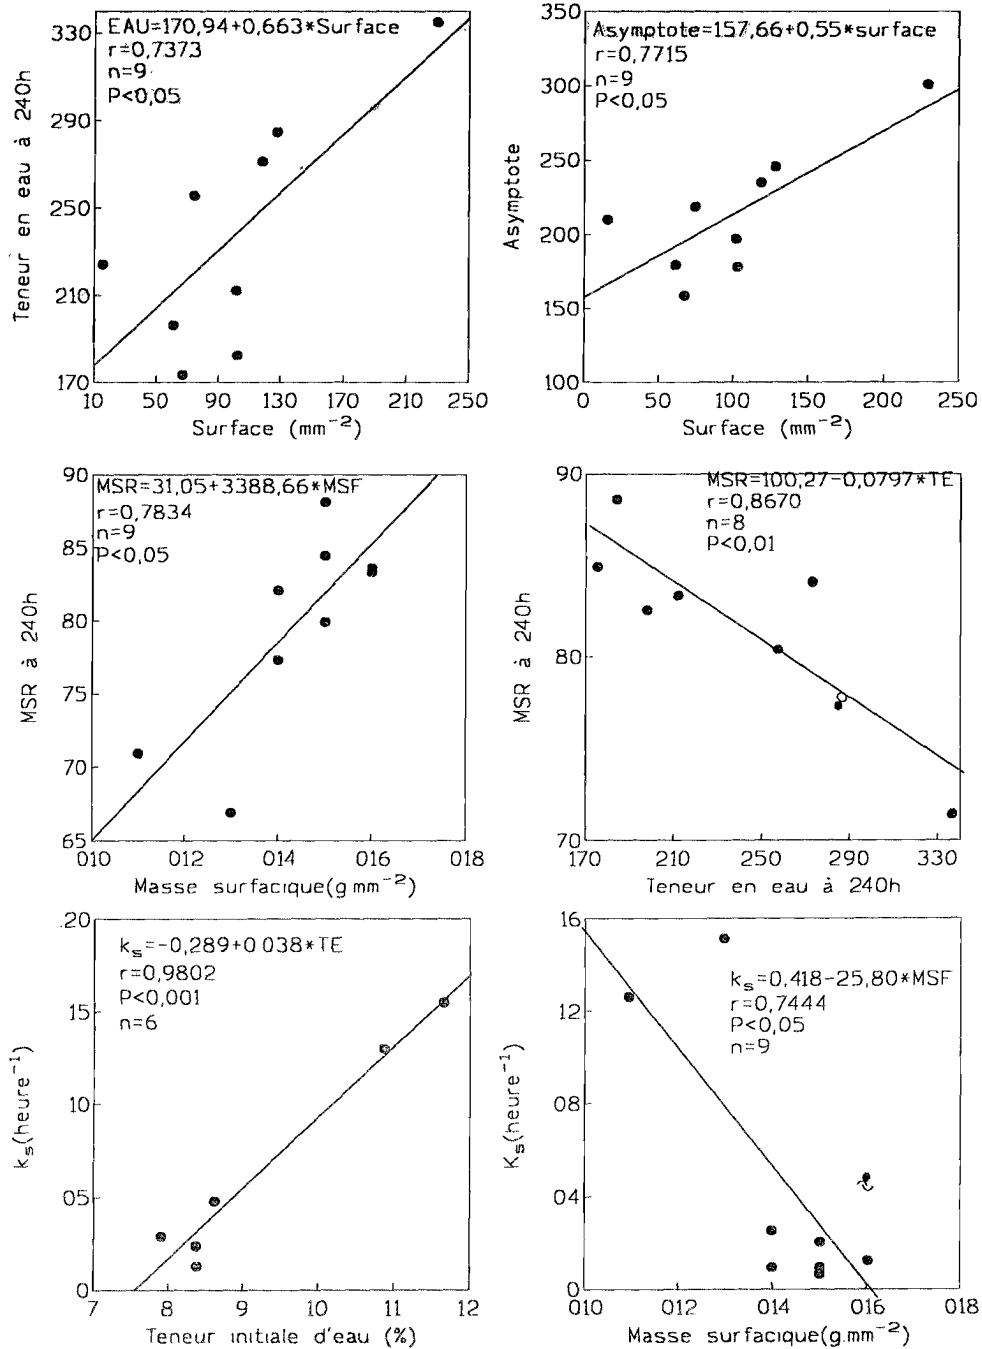 EAU=170,94+0,663*Surface
r=0,7373
n=9
P<0,05
Teneur en eau à 240h
330
290
250
210
170
10 50 90 130 170 210 250
Surface (mm⁻²)
Asymptote=157,66+0,55*surface
r=0,7715
n=9
P<0,05
Asymptote
350
300
250
200
150
100
0 50 100 150 200 250
Surface (mm⁻²)
MSR=31,05+3388,66*MSF
r=0,7834
n=9
P<0,05
MSR à 240h
90
85
80
75
70
65
010 012 014 016 018
Masse surfacique(g mm⁻²)
MSR=100,27-0,0797*TE
r=0,8670
n=8
P<0,01
MSR à 240h
90
80
70
170 210 250 290 330
Teneur en eau à 240h
kₛ=-0,289+0 038*TE
r=0,9802
P<0,001
n=6
kₛ(heure⁻¹)
.20
.15
.10
05
0
7 8 9 10 11 12
Teneur initiale d'eau (%)
kₛ=0,418-25,80*MSF
r=0,7444
P<0,05
n=9
Kₛ(heure⁻¹)
16
12
08
04
0
010 012 014 016 018
Masse surfacique(g.mm⁻²)